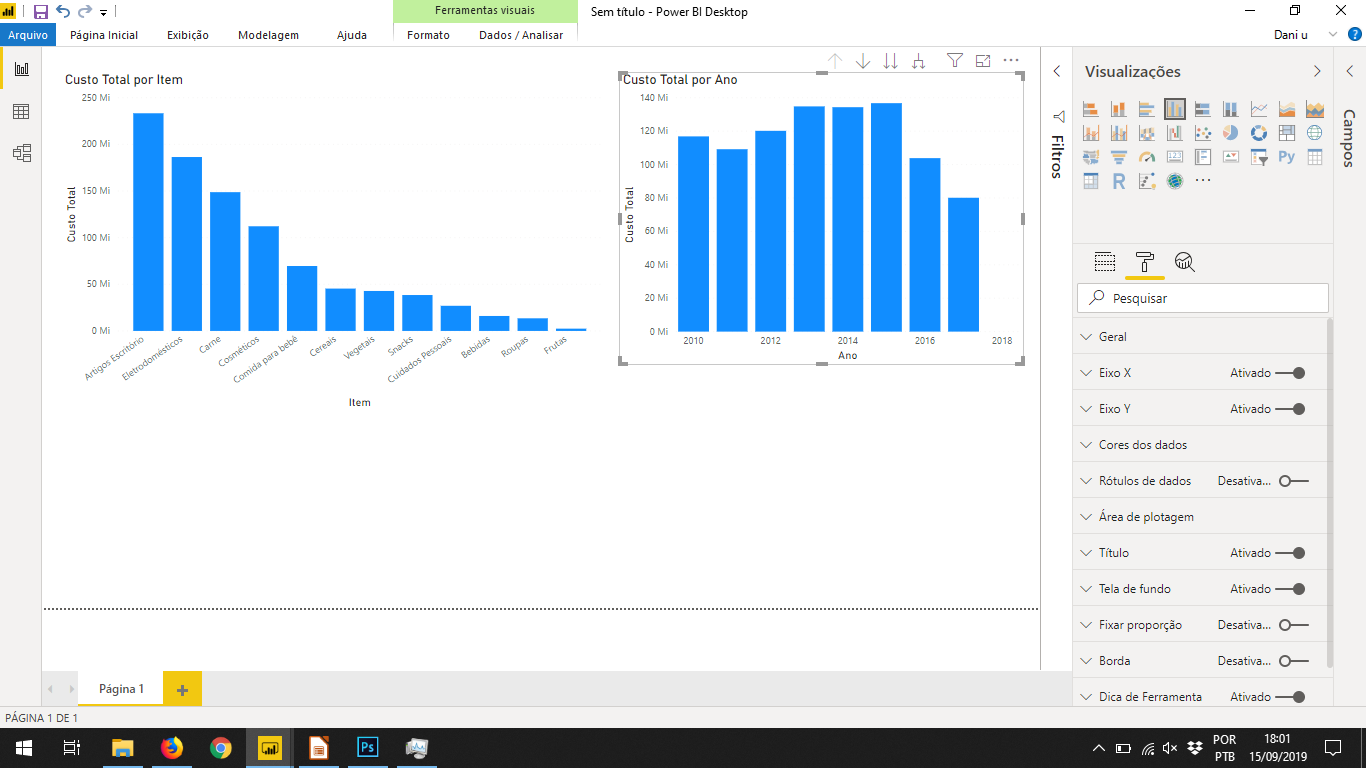 Ferramentas visuais
Sem título - Power BI Desktop
Arquivo Página Inicial Exibição Modelagem Ajuda Formato Dados / Analisar Dani u ?
Custo Total por Item
250 Mi
200 Mi
150 Mi
100 Mi
50 Mi
0 Mi
Custo Total
Artigos Escritório
Eletrodomésticos
Carne
Cosméticos
Comida para bebê
Cereais
Vegetais
Snacks
Cuidados Pessoais
Bebidas
Roupas
Frutas
Item
Custo Total por Ano
140 Mi
120 Mi
100 Mi
80 Mi
60 Mi
40 Mi
20 Mi
0 Mi
Custo Total
2010 2012 2014 2016 2018
Ano
Filtros
Visualizações
123
Py
R
Pesquisar
Geral
Eixo X Ativado
Eixo Y Ativado
Cores dos dados
Rótulos de dados Desativa...
Área de plotagem
Título Ativado
Tela de fundo Ativado
Fixar proporção Desativa...
Borda Desativa...
Dica de Ferramenta Ativado
Campos
Página 1
PÁGINA 1 DE 1
Ps
POR
PTB
18:01
15/09/2019